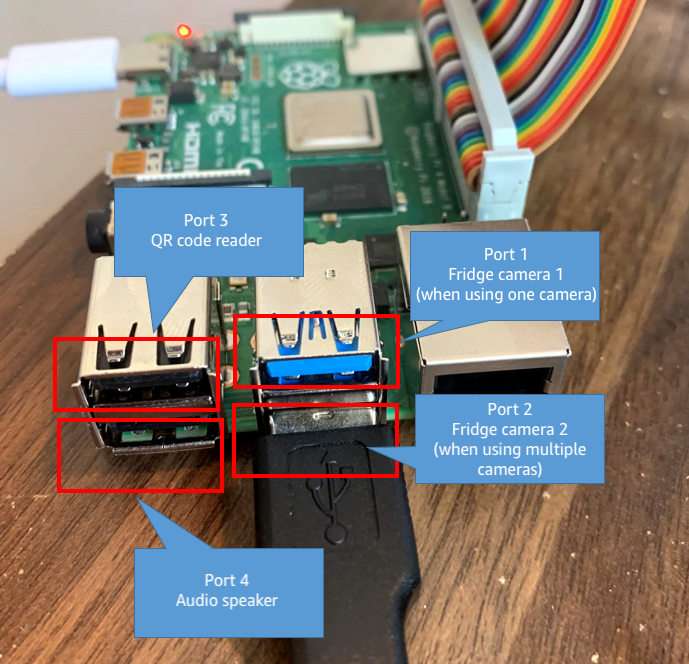 HDMI
Port 3
QR code reader
Port 1
Fridge camera 1
(when using one camera)
Port 2
Fridge camera 2
(when using multiple
cameras)
Port 4
Audio speaker